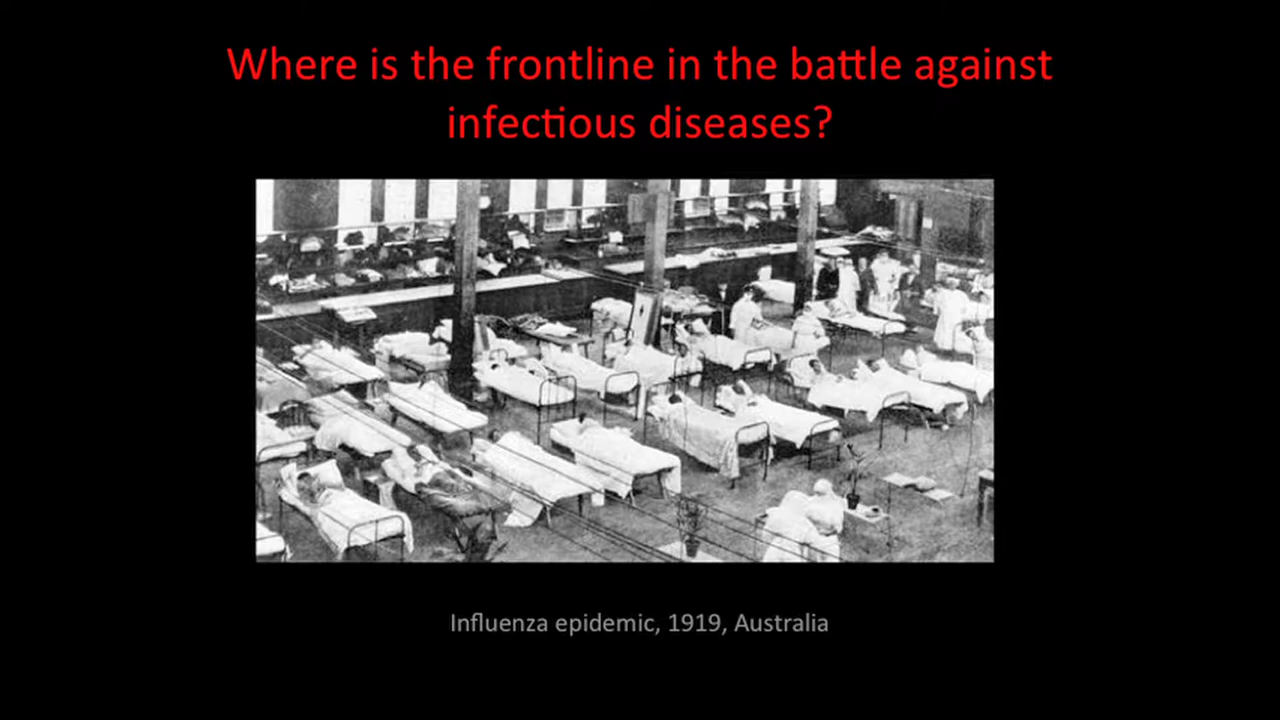 Where is the frontline in the battle against
infectious diseases?
Influenza epidemic, 1919, Australia